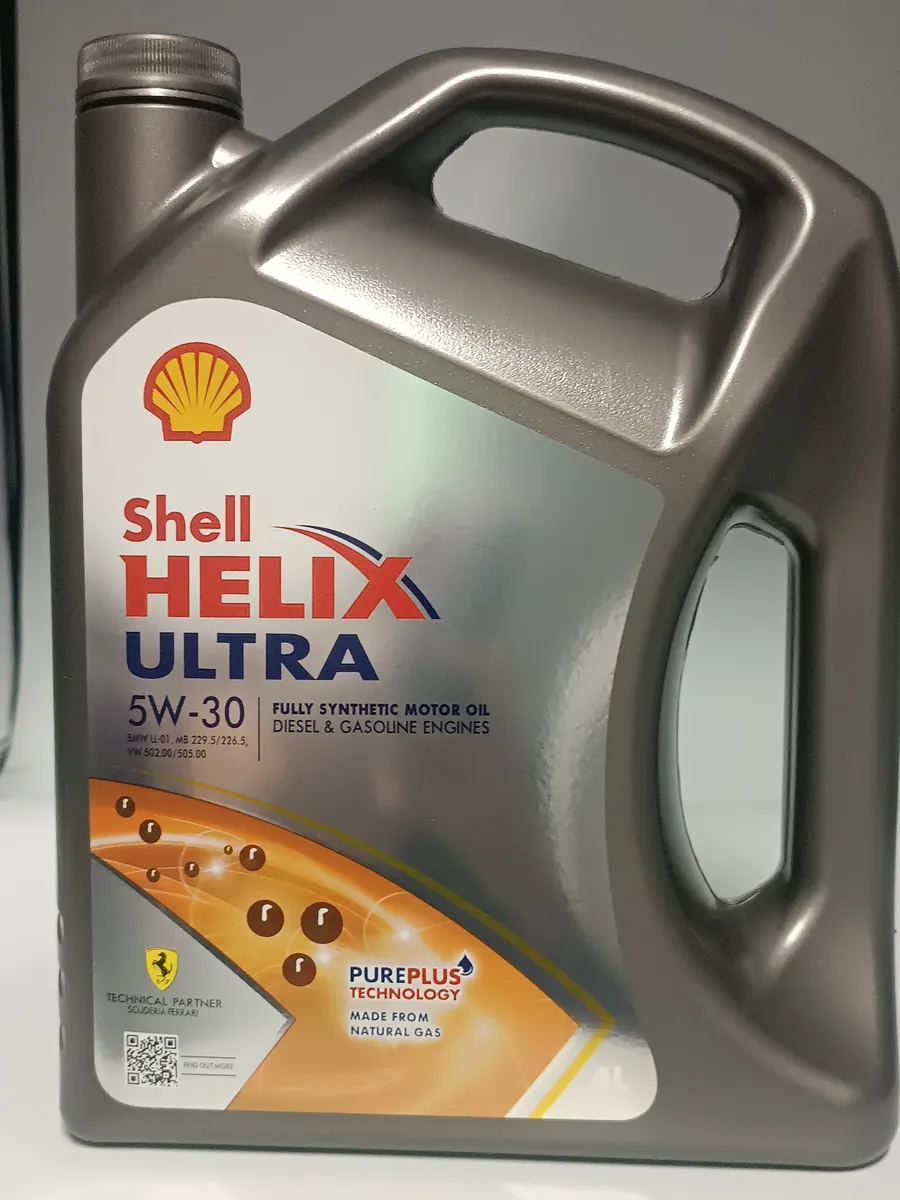 Shell
HELIX
ULTRA
5W-30
BMW LL-01, MB 229.5/226.5,
VW 502.00/505.00
FULLY SYNTHETIC MOTOR OIL
DIESEL & GASOLINE ENGINES
PUREPLUS
TECHNOLOGY
MADE FROM
NATURAL GAS
TECHNICAL PARTNER
SCUDERIA FERRARI
FIND OUT MORE
4L